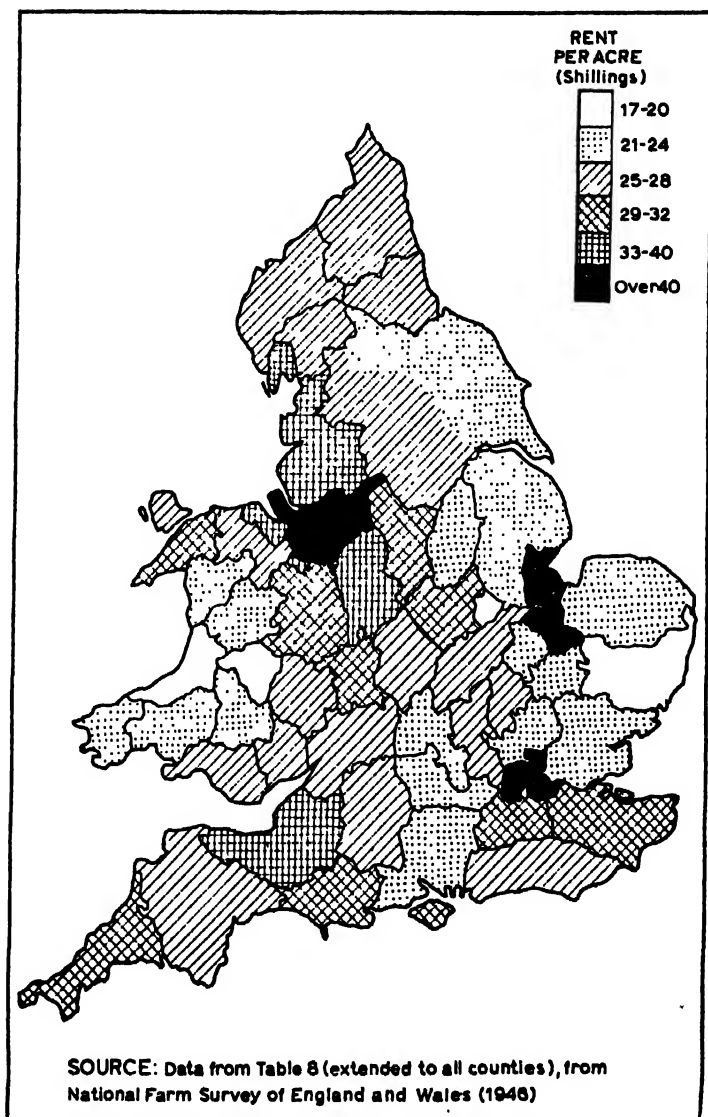 RENT
PER ACRE
(Shillings)
17-20
21-24
25-28
29-32
33-40
Over40
SOURCE: Data from Table 8 (extended to all counties), from
National Farm Survey of England and Wales (1946)